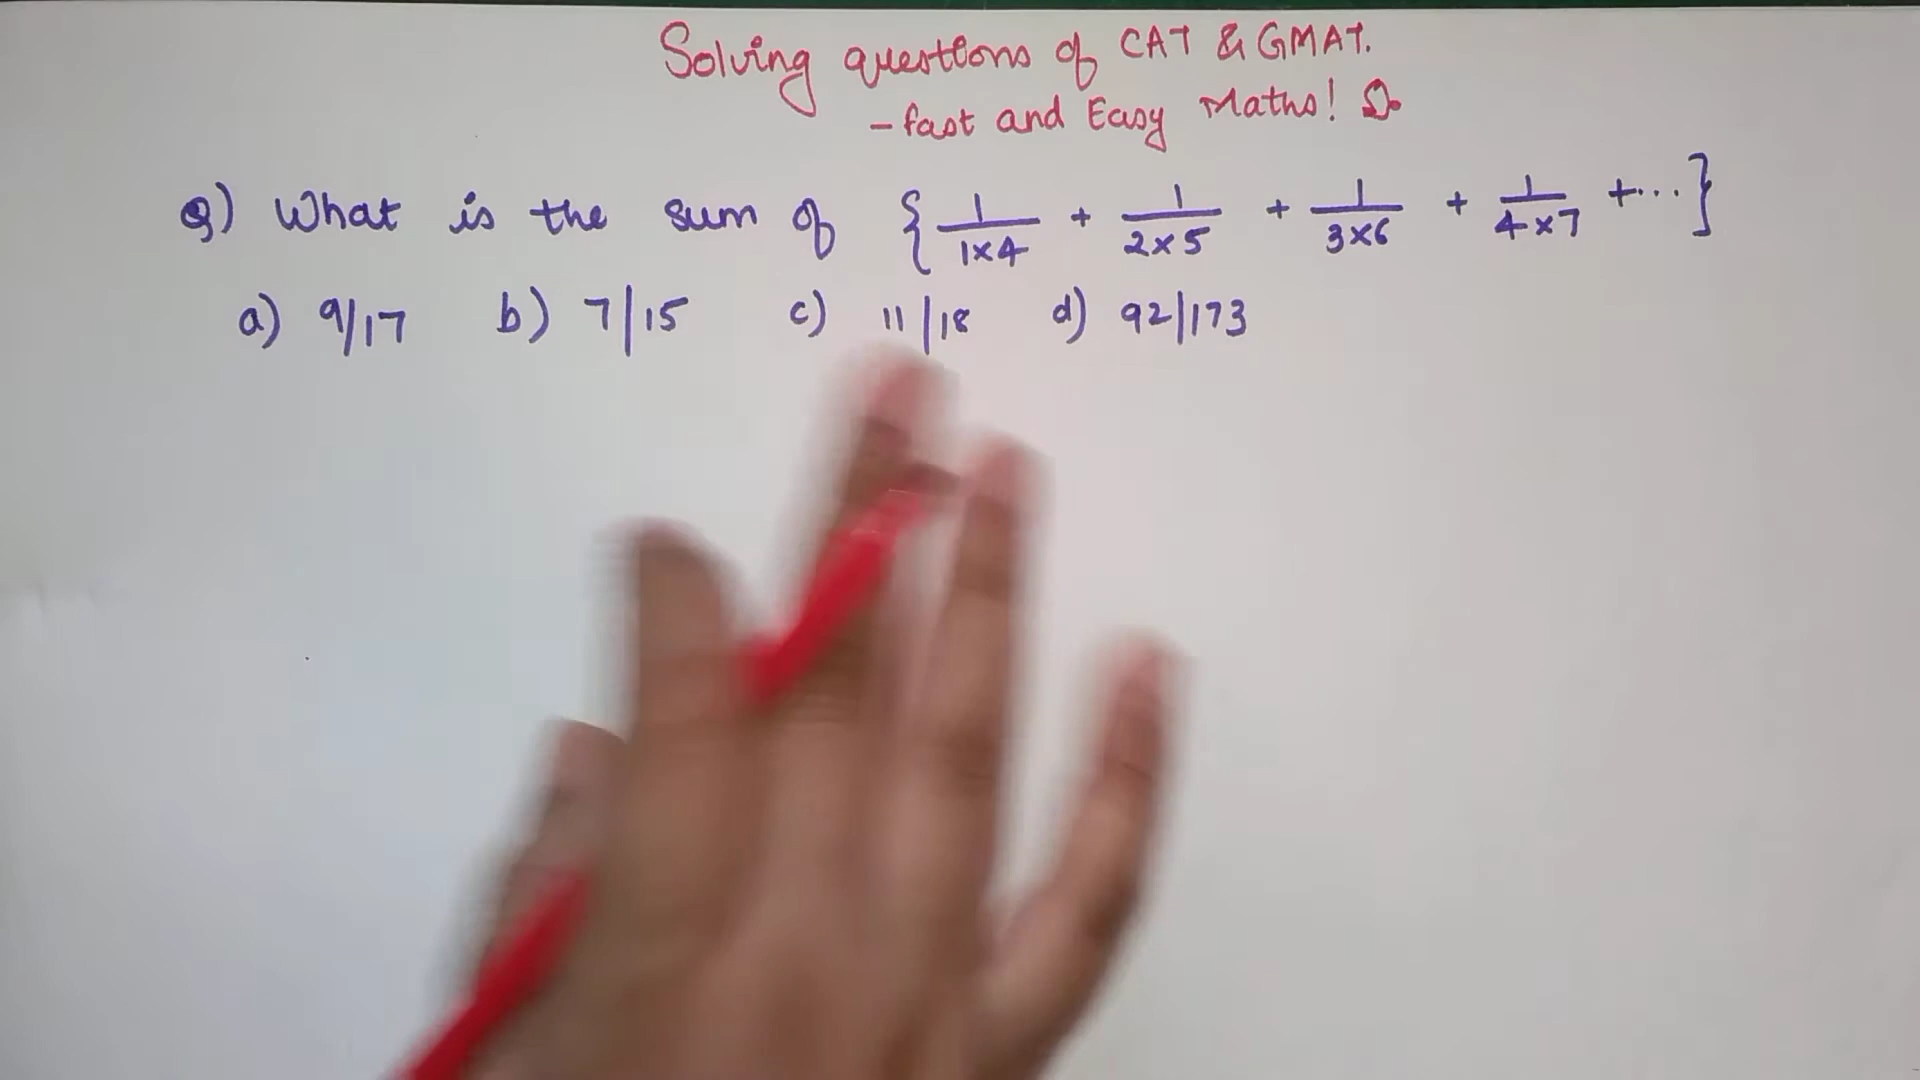 Solving questions of CAT & GMAT.
- fast and Easy Maths!
Q) What is the sum of { 1/1×4 + 1/2×5 + 1/3×6 + 1/4×7 +... }
a) 9/17 b) 7/15 c) 11/18 d) 92/173